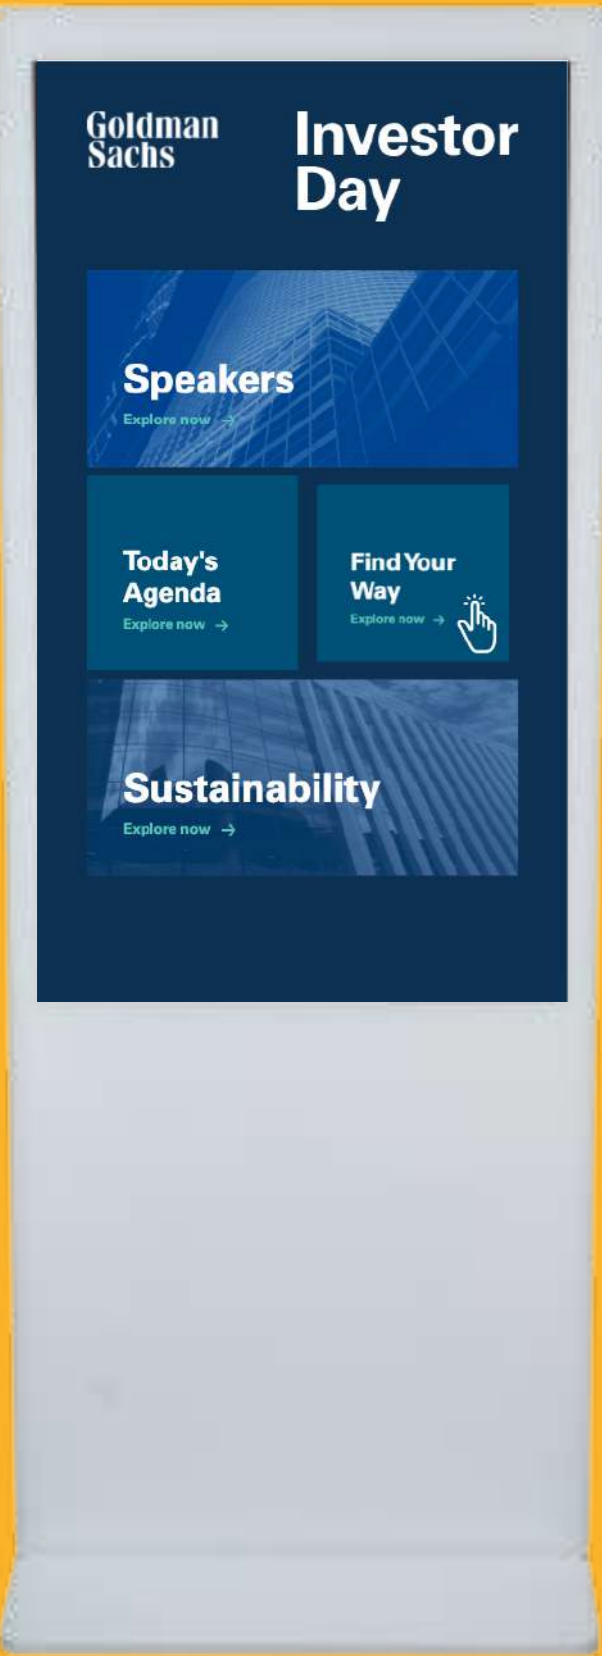 Goldman
Sachs
Investor
Day
Speakers
Explore now →
Today's
Agenda
Explore now →
Find Your
Way
Explore now →
Sustainability
Explore now →